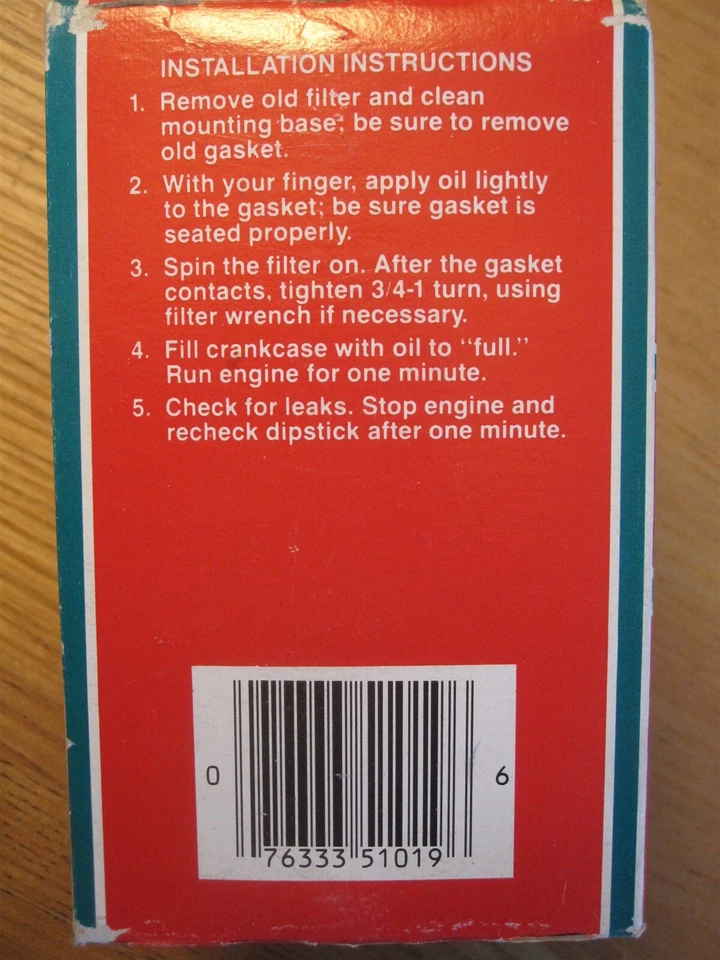 INSTALLATION INSTRUCTIONS
1. Remove old filter and clean
mounting base; be sure to remove
old gasket.
2. With your finger, apply oil lightly
to the gasket; be sure gasket is
seated properly.
3. Spin the filter on. After the gasket
contacts, tighten 3/4-1 turn, using
filter wrench if necessary.
4. Fill crankcase with oil to "full."
Run engine for one minute.
5. Check for leaks. Stop engine and
recheck dipstick after one minute.
0 76333 51019 6